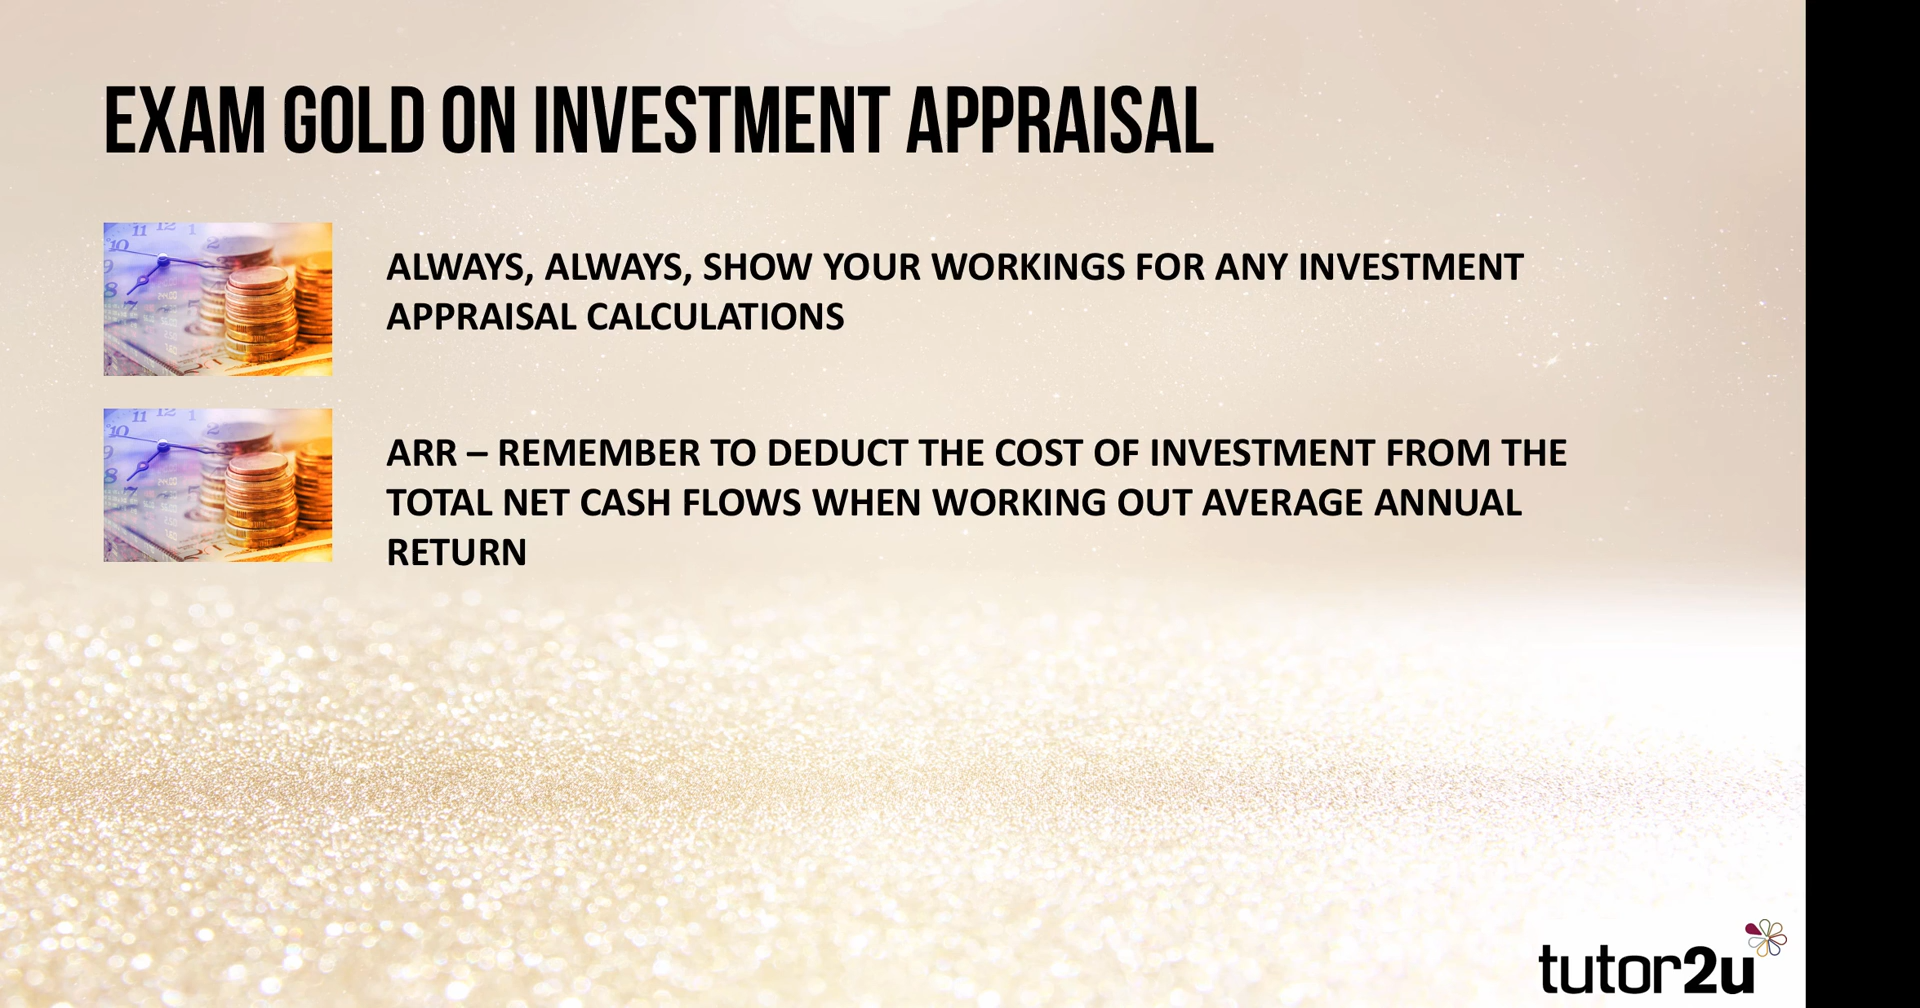 EXAM GOLD ON INVESTMENT APPRAISAL
ALWAYS, ALWAYS, SHOW YOUR WORKINGS FOR ANY INVESTMENT
APPRAISAL CALCULATIONS
ARR – REMEMBER TO DEDUCT THE COST OF INVESTMENT FROM THE
TOTAL NET CASH FLOWS WHEN WORKING OUT AVERAGE ANNUAL
RETURN
tutor2u